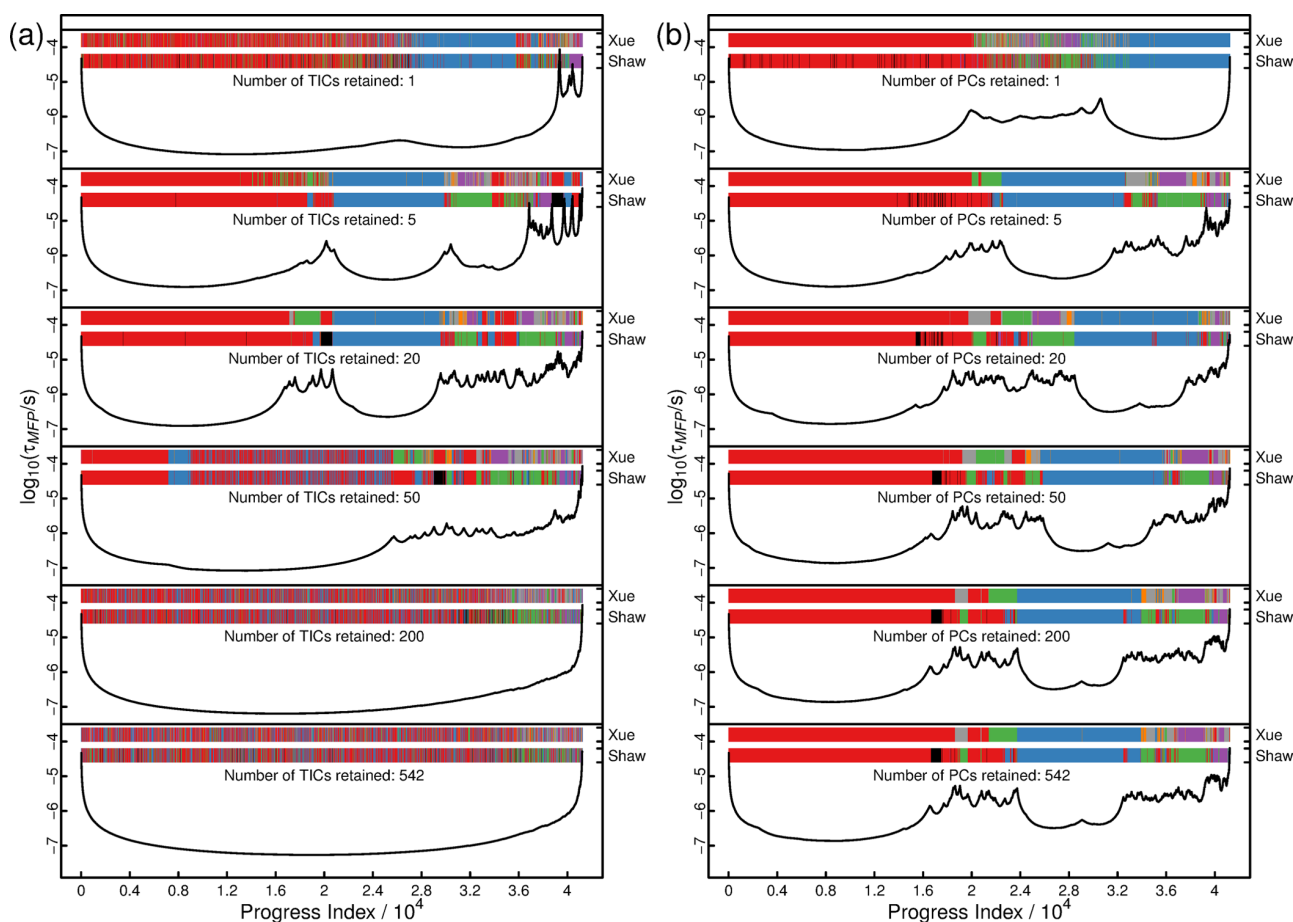 (a)
(b)
-4
Xue
Shaw
Number of TICs retained: 1
-5
-6
-7
-4
Xue
Shaw
Number of PCs retained: 1
-5
-6
-7
-4
Xue
Shaw
Number of TICs retained: 5
-5
-6
-7
-4
Xue
Shaw
Number of PCs retained: 5
-5
-6
-7
-4
Xue
Shaw
Number of TICs retained: 20
-5
-6
-7
-4
Xue
Shaw
Number of PCs retained: 20
-5
-6
-7
log₁₀(τ_MFP/s)
log₁₀(τ_MFP/s)
-4
Xue
Shaw
Number of TICs retained: 50
-5
-6
-7
-4
Xue
Shaw
Number of PCs retained: 50
-5
-6
-7
-4
Xue
Shaw
Number of TICs retained: 200
-5
-6
-7
-4
Xue
Shaw
Number of PCs retained: 200
-5
-6
-7
-4
Xue
Shaw
Number of TICs retained: 542
-5
-6
-7
-4
Xue
Shaw
Number of PCs retained: 542
-5
-6
-7
0 0.4 0.8 1.2 1.6 2 2.4 2.8 3.2 3.6 4
Progress Index / 10⁴
0 0.4 0.8 1.2 1.6 2 2.4 2.8 3.2 3.6 4
Progress Index / 10⁴